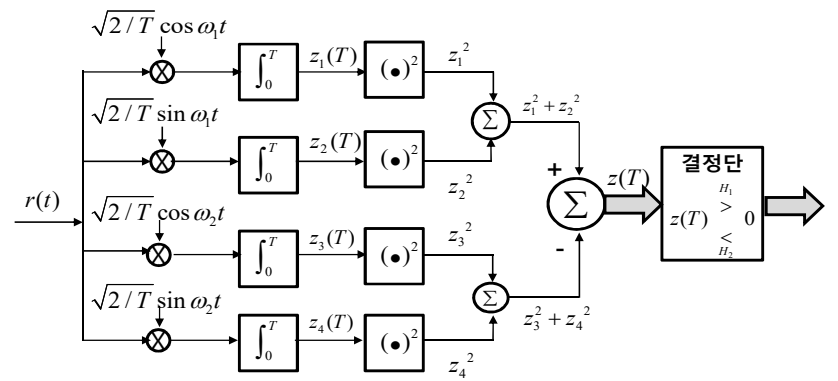 √2/T cos ω₁t
∫₀ᵀ
z₁(T)
(•)²
z₁²
√2/T sin ω₁t
∫₀ᵀ
z₂(T)
(•)²
z₂²
z₁² + z₂²
Σ
r(t)
√2/T cos ω₂t
∫₀ᵀ
z₃(T)
(•)²
z₃²
√2/T sin ω₂t
∫₀ᵀ
z₄(T)
(•)²
z₄²
z₃² + z₄²
Σ
+
Σ
-
z(T)
결정단
H₁
>
z(T) 0
<
H₂